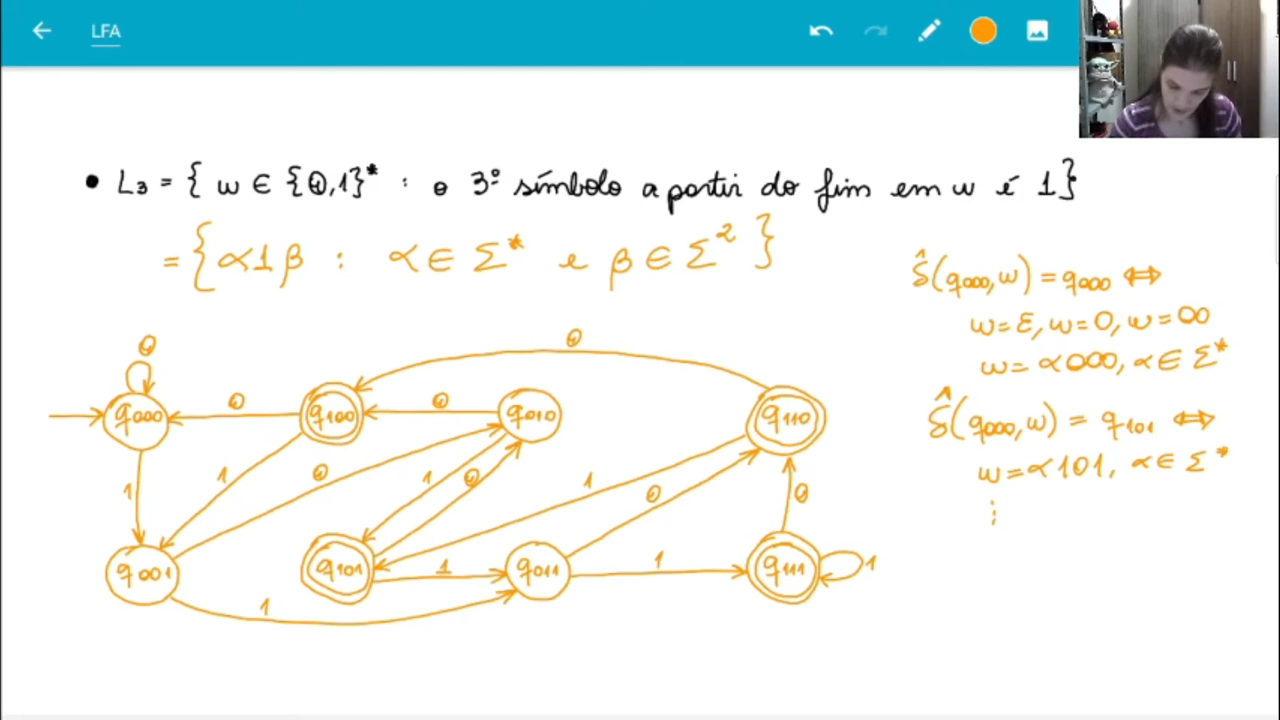 LFA
• L₃ = { w ∈ {0,1}* : o 3º símbolo a partir do fim em w é 1}
= { α1β : α ∈ Σ* e β ∈ Σ² }
δ̂(q000, w) = q000 ⇔
w = ε, w = 0, w = 00
w = α000, α ∈ Σ*
δ̂(q000, w) = q101 ⇔
w = α101, α ∈ Σ*
⋮
0
0
q000
0
q100
0
q010
q110
1
1
0
1
0
1
0
0
q001
q101
1
q011
1
q111
1
1